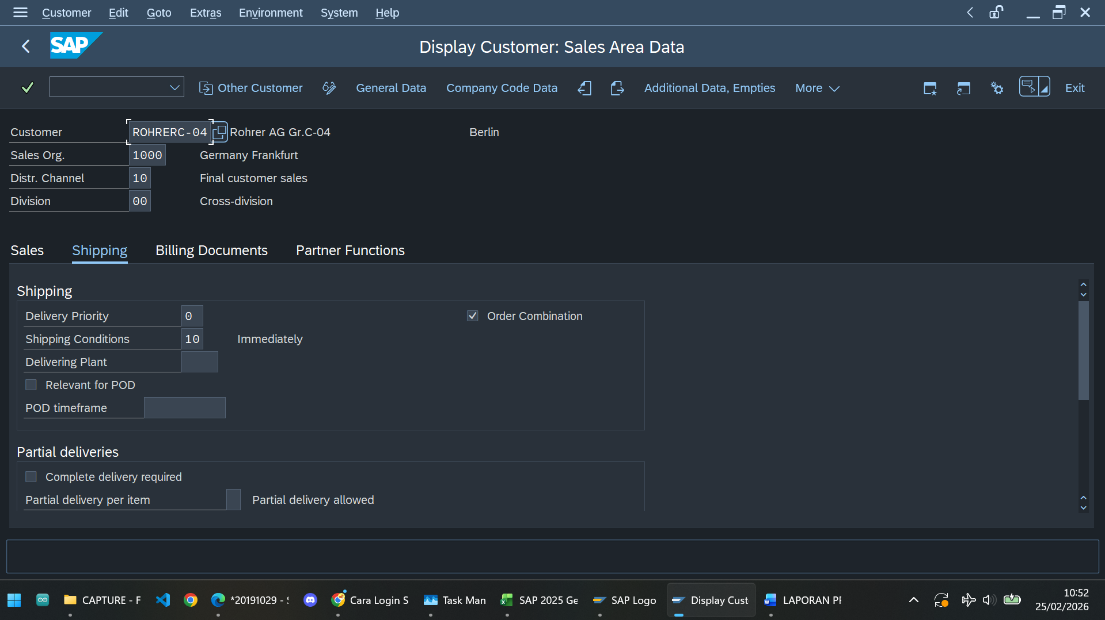 Customer Edit Goto Extras Environment System Help
SAP Display Customer: Sales Area Data
Other Customer General Data Company Code Data Additional Data, Empties More Exit
Customer ROHRERC-04 Rohrer AG Gr.C-04 Berlin
Sales Org. 1000 Germany Frankfurt
Distr. Channel 10 Final customer sales
Division 00 Cross-division
Sales Shipping Billing Documents Partner Functions
Shipping
Delivery Priority 0 Order Combination
Shipping Conditions 10 Immediately
Delivering Plant
Relevant for POD
POD timeframe
Partial deliveries
Complete delivery required
Partial delivery per item Partial delivery allowed
10:52
CAPTURE - F *20191029 - Cara Login S Task Man SAP 2025 Ge SAP Logo Display Cust LAPORAN PF
25/02/2026